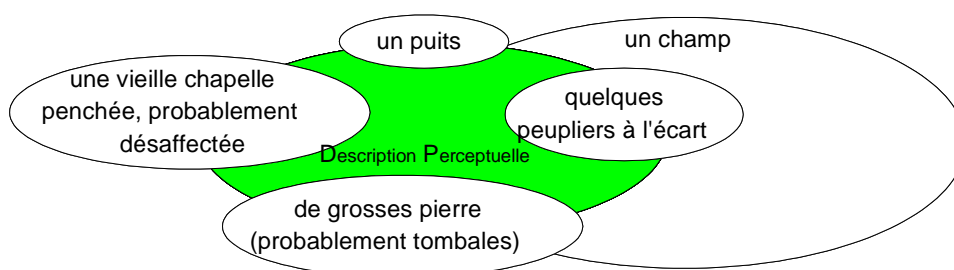 un puits
un champ
une vieille chapelle
penchée, probablement
désaffectée
quelques
peupliers à l'écart
Description Perceptuelle
de grosses pierre
(probablement tombales)